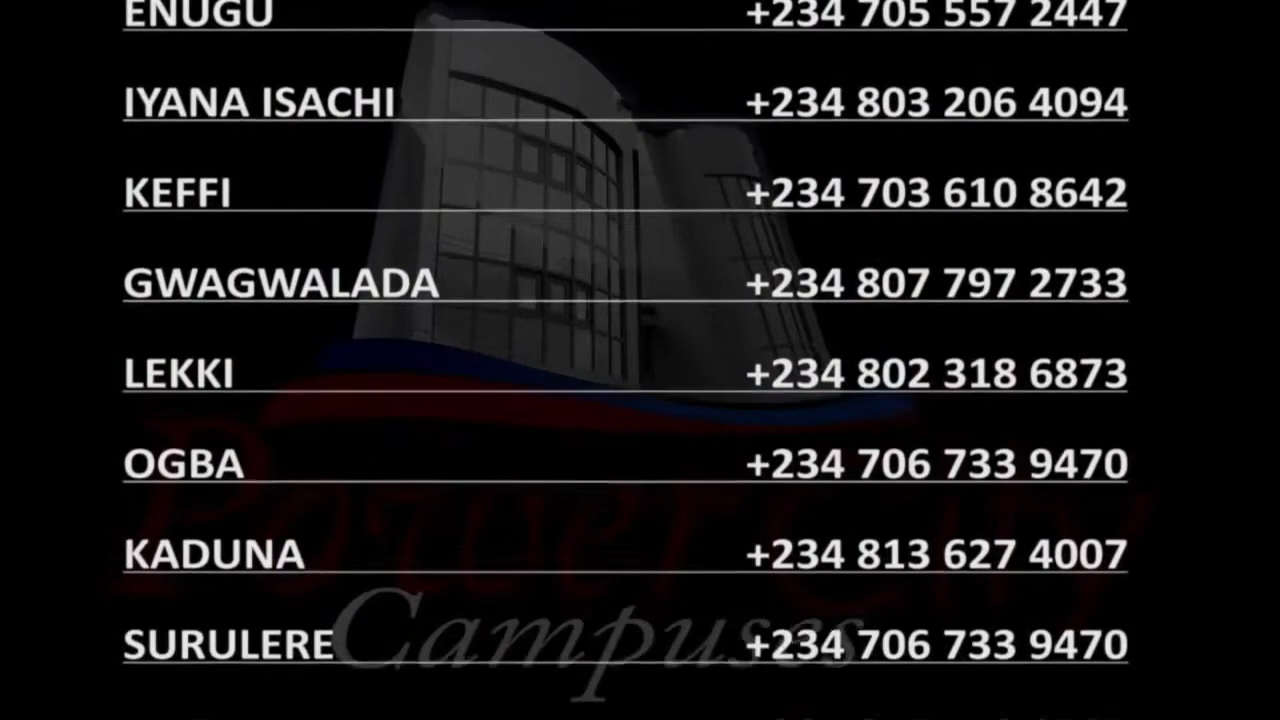 ENUGU +234 705 557 2447
IYANA ISACHI +234 803 206 4094
KEFFI +234 703 610 8642
GWAGWALADA +234 807 797 2733
LEKKI +234 802 318 6873
OGBA +234 706 733 9470
Power City
KADUNA +234 813 627 4007
Campuses
SURULERE +234 706 733 9470